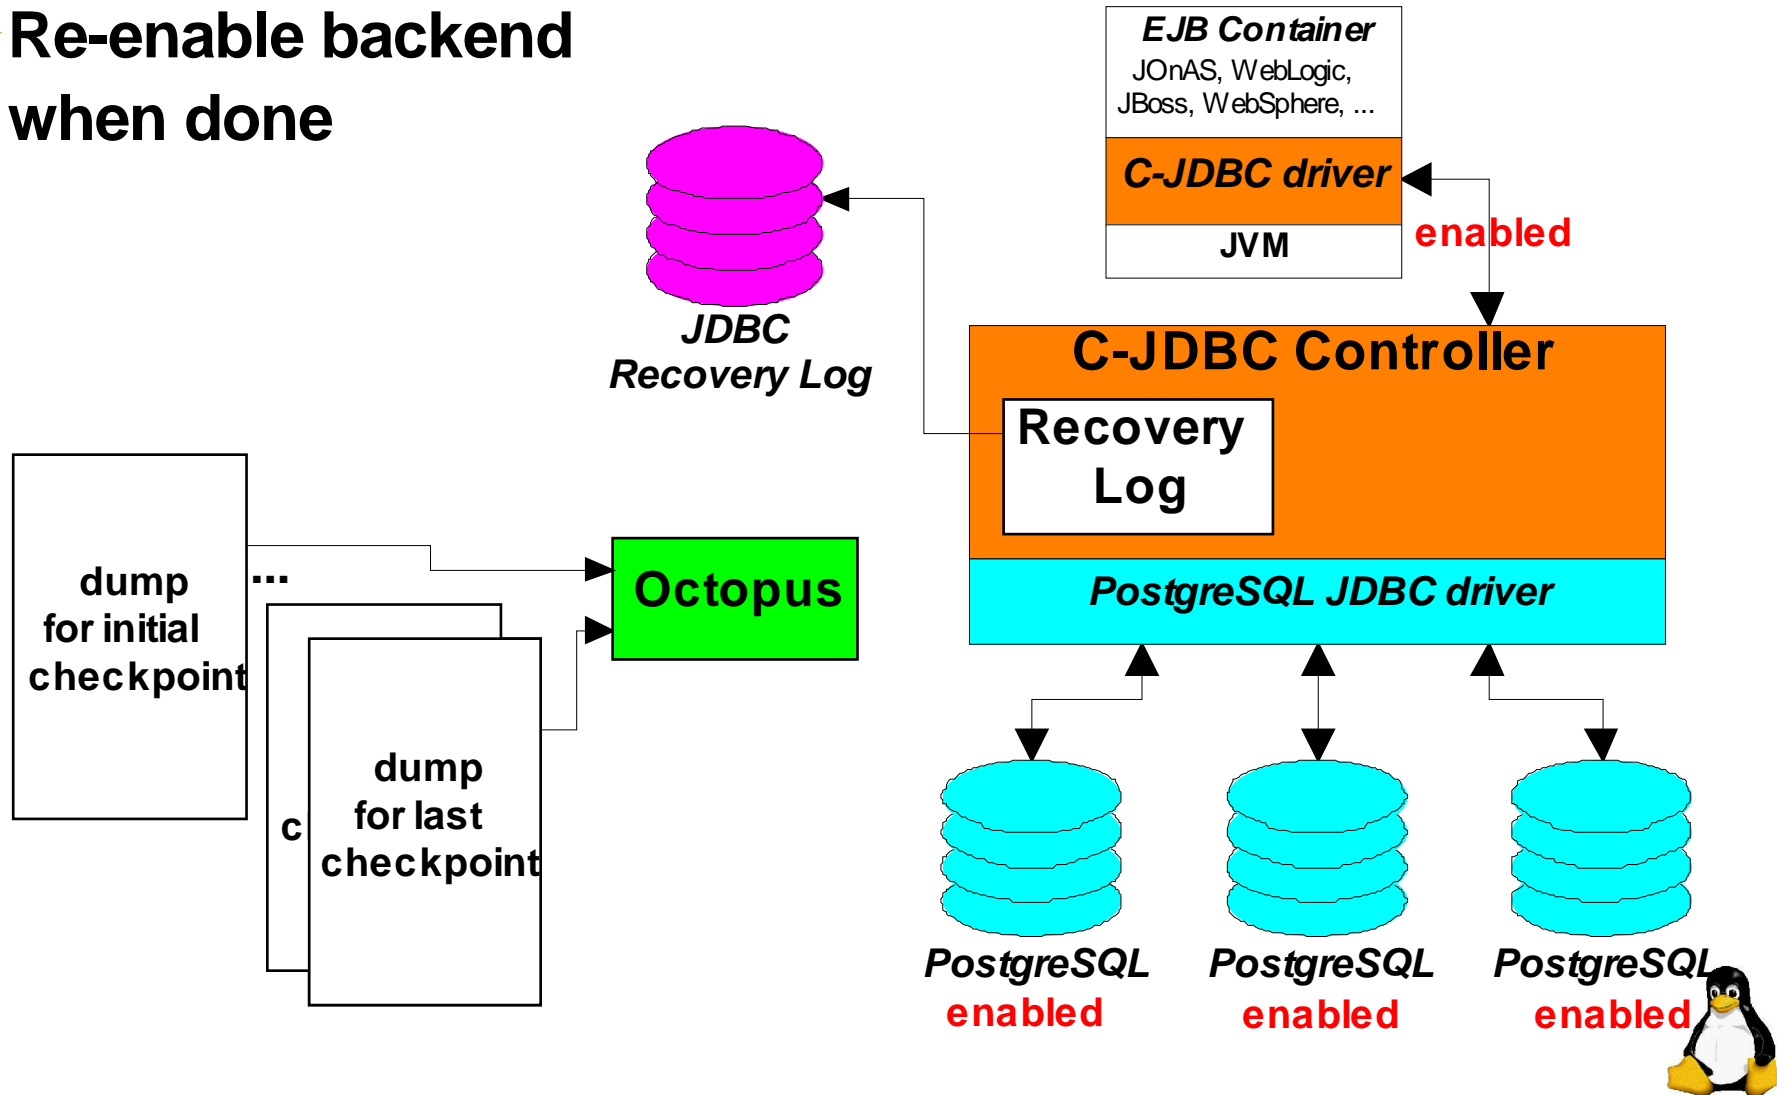 Re-enable backend
when done
EJB Container
JOnAS, WebLogic,
JBoss, WebSphere, ...
C-JDBC driver
JVM
enabled
JDBC
Recovery Log
C-JDBC Controller
Recovery
Log
PostgreSQL JDBC driver
dump
for initial
checkpoint
...
Octopus
c
dump
for last
checkpoint
PostgreSQL
enabled
PostgreSQL
enabled
PostgreSQL
enabled